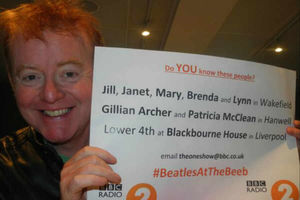 Do YOU know these people?
Jill, Janet, Mary, Brenda and Lynn in Wakefield
Gillian Archer and Patricia McClean in Hanwell
Lower 4th at Blackbourne House in Liverpool
email theoneshow@bbc.co.uk
#BeatlesAtTheBeeb
BBC RADIO 2
BBC RADIO 2